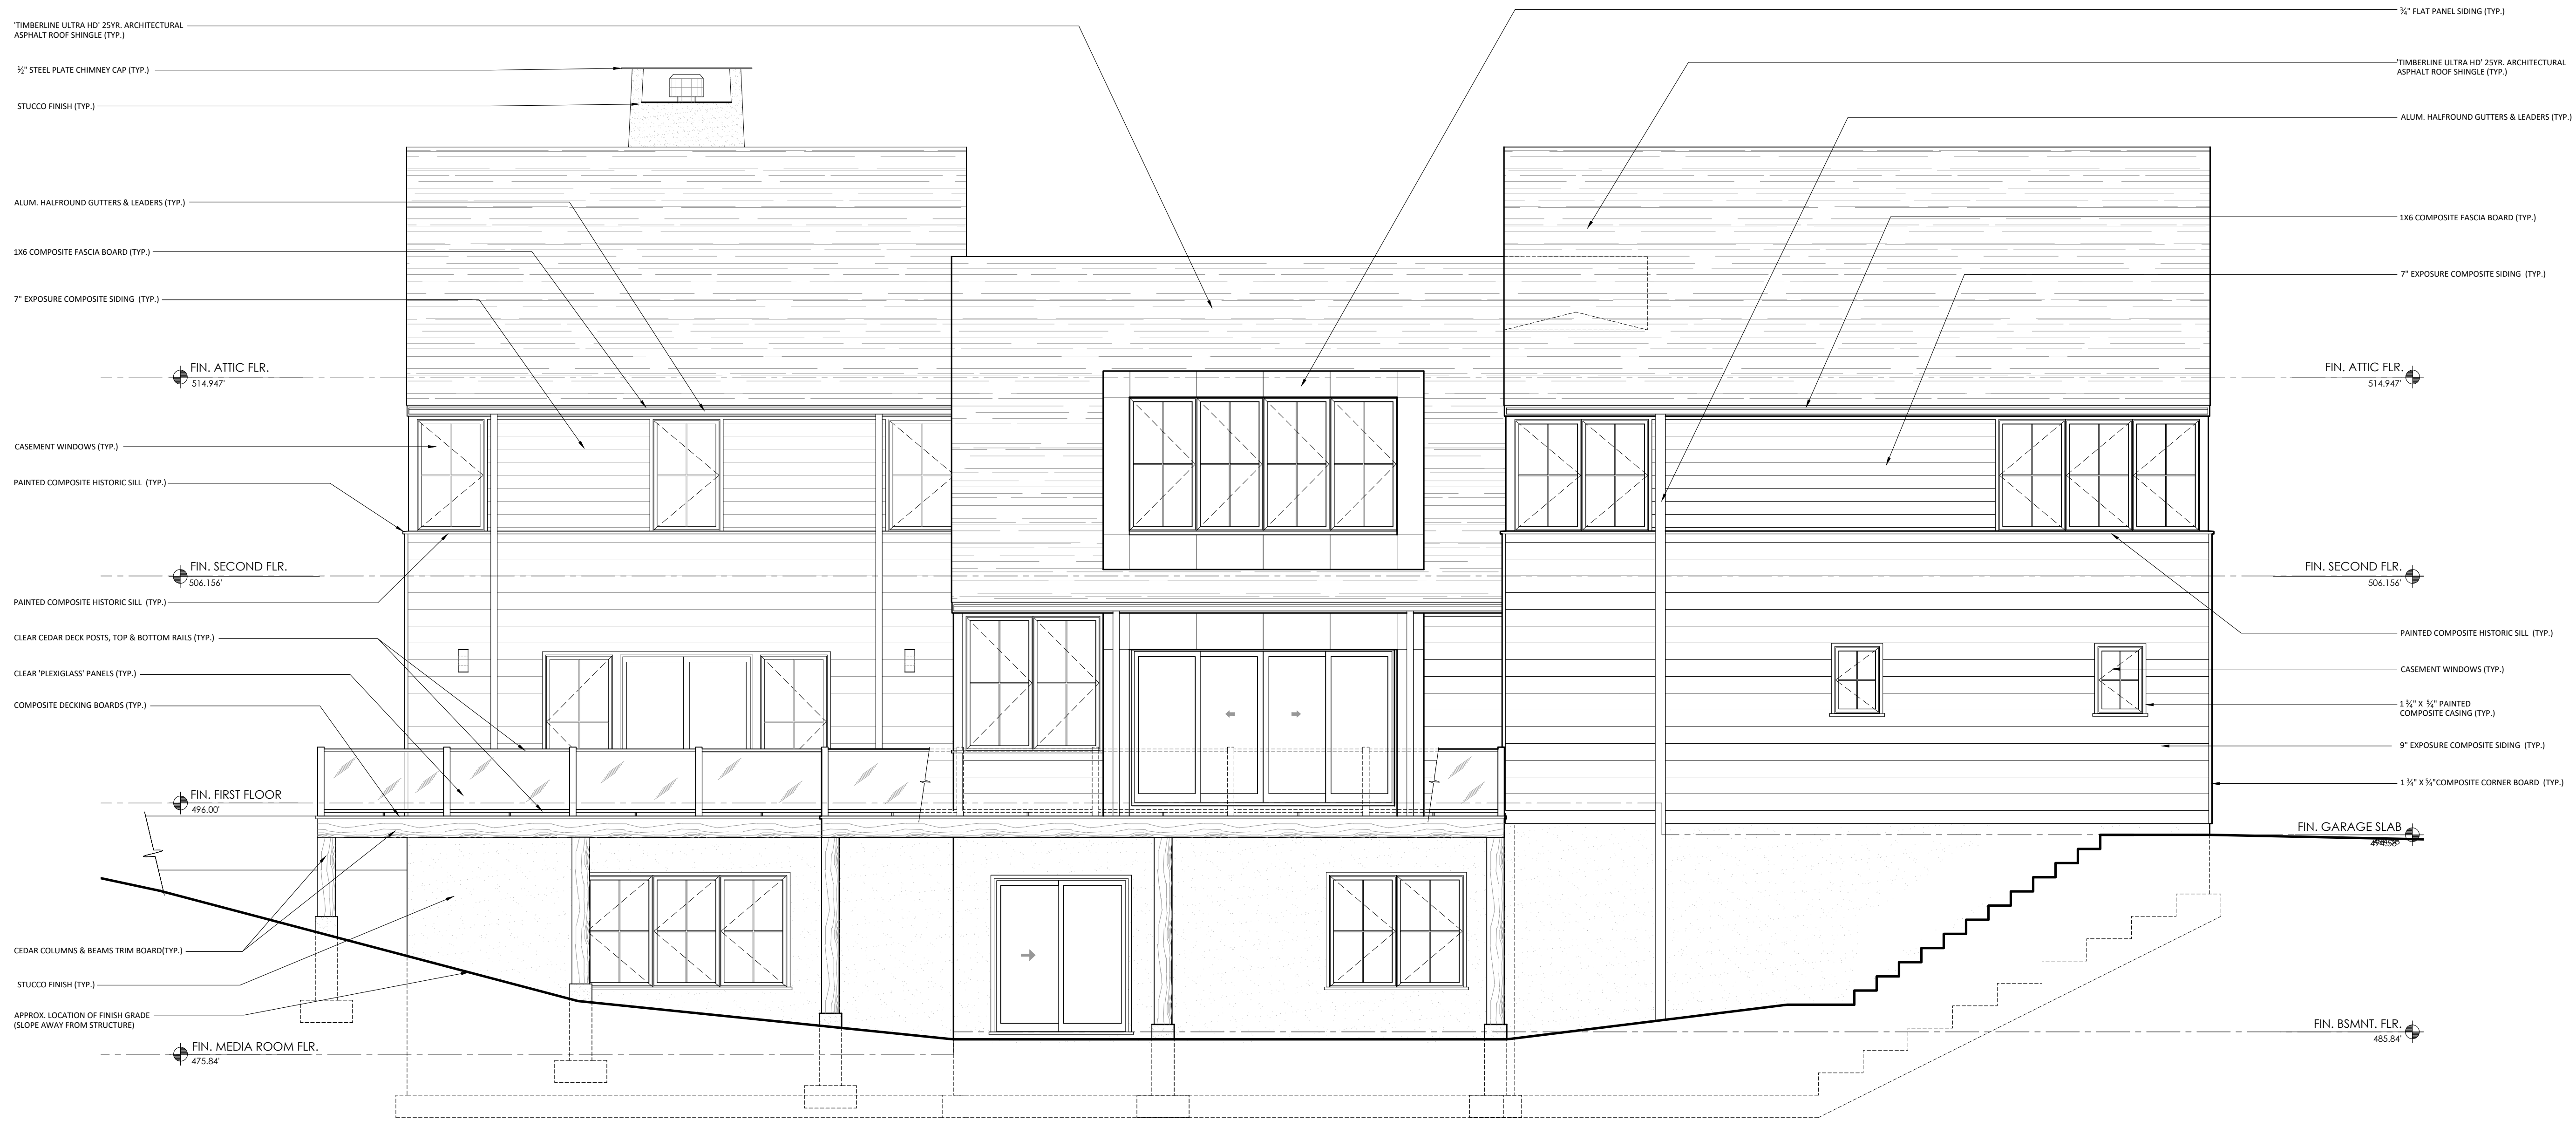 'TIMBERLINE ULTRA HD' 25YR. ARCHITECTURAL
ASPHALT ROOF SHINGLE (TYP.)
½" STEEL PLATE CHIMNEY CAP (TYP.)
STUCCO FINISH (TYP.)
ALUM. HALFROUND GUTTERS & LEADERS (TYP.)
1X6 COMPOSITE FASCIA BOARD (TYP.)
7" EXPOSURE COMPOSITE SIDING (TYP.)
FIN. ATTIC FLR.
514.947'
CASEMENT WINDOWS (TYP.)
PAINTED COMPOSITE HISTORIC SILL (TYP.)
FIN. SECOND FLR.
506.156'
PAINTED COMPOSITE HISTORIC SILL (TYP.)
CLEAR CEDAR DECK POSTS, TOP & BOTTOM RAILS (TYP.)
CLEAR 'PLEXIGLASS' PANELS (TYP.)
COMPOSITE DECKING BOARDS (TYP.)
FIN. FIRST FLOOR
496.00'
CEDAR COLUMNS & BEAMS TRIM BOARD(TYP.)
STUCCO FINISH (TYP.)
APPROX. LOCATION OF FINISH GRADE
(SLOPE AWAY FROM STRUCTURE)
FIN. MEDIA ROOM FLR.
475.84'
¾" FLAT PANEL SIDING (TYP.)
'TIMBERLINE ULTRA HD' 25YR. ARCHITECTURAL
ASPHALT ROOF SHINGLE (TYP.)
ALUM. HALFROUND GUTTERS & LEADERS (TYP.)
1X6 COMPOSITE FASCIA BOARD (TYP.)
7" EXPOSURE COMPOSITE SIDING (TYP.)
FIN. ATTIC FLR.
514.947'
FIN. SECOND FLR.
506.156'
PAINTED COMPOSITE HISTORIC SILL (TYP.)
CASEMENT WINDOWS (TYP.)
1 ¾" X 5⁄4" PAINTED
COMPOSITE CASING (TYP.)
9" EXPOSURE COMPOSITE SIDING (TYP.)
1 ¾" X 5⁄4"COMPOSITE CORNER BOARD (TYP.)
FIN. GARAGE SLAB
FIN. BSMNT. FLR.
485.84'